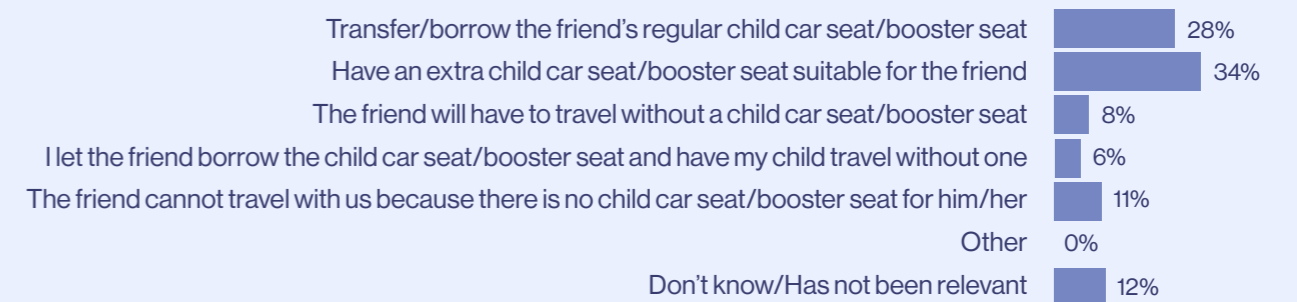 Transfer/borrow the friend’s regular child car seat/booster seat 28%
Have an extra child car seat/booster seat suitable for the friend 34%
The friend will have to travel without a child car seat/booster seat 8%
I let the friend borrow the child car seat/booster seat and have my child travel without one 6%
The friend cannot travel with us because there is no child car seat/booster seat for him/her 11%
Other 0%
Don’t know/Has not been relevant 12%